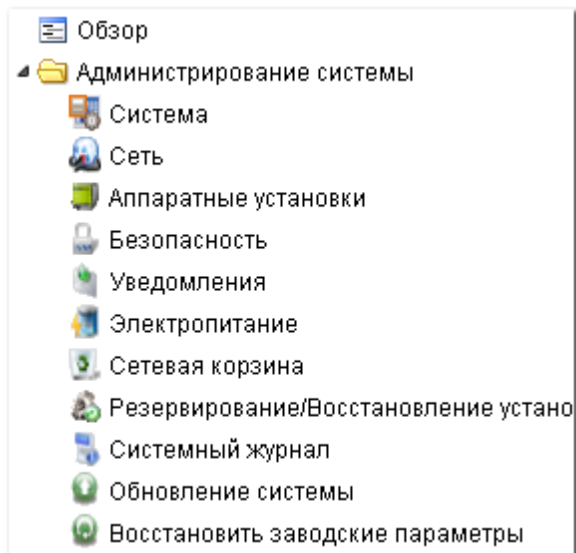 Обзор
Администрирование системы
Система
Сеть
Аппаратные установки
Безопасность
Уведомления
Электропитание
Сетевая корзина
Резервирование/Восстановление устано
Системный журнал
Обновление системы
Восстановить заводские параметры